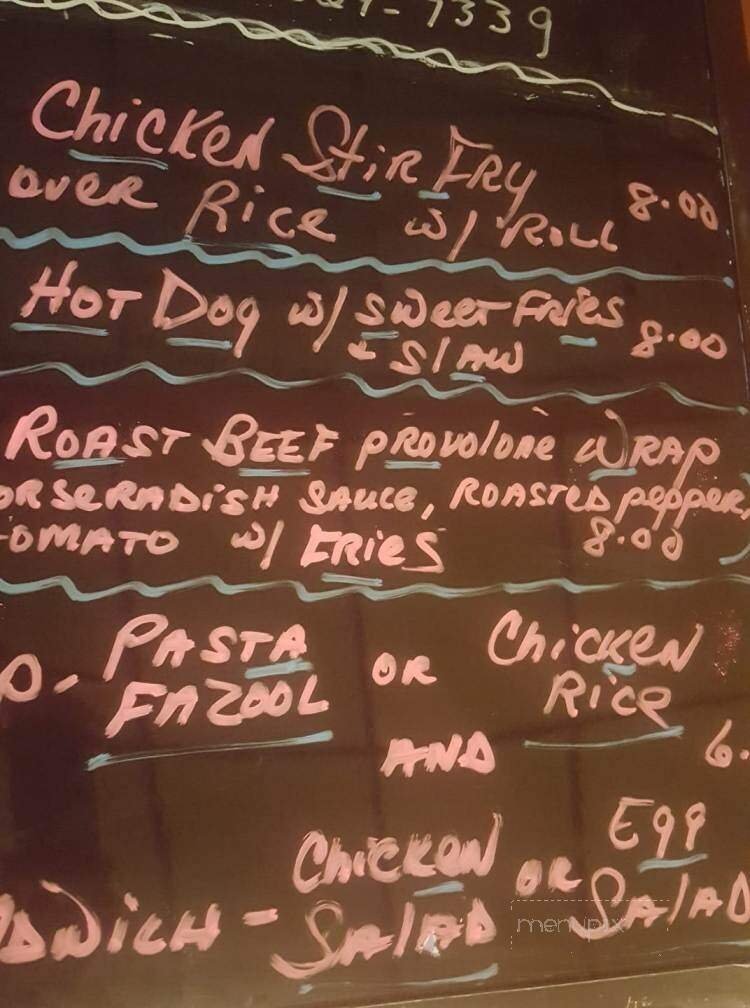 -7339
Chicken Stir Fry
over Rice w/ Roll 8.00
Hot Dog w/ Sweet Fries
+ Slaw 8.00
Roast Beef provolone Wrap
orseradish sauce, Roasted pepper,
omato w/ Fries 8.00
Pasta or Chicken
Fazool Rice
AND 6.
Chicken or Egg
dwich - Salad Salad
menupix